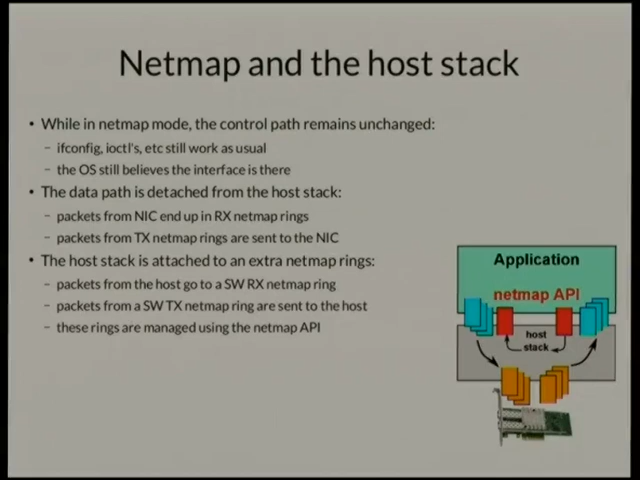 Netmap and the host stack
• While in netmap mode, the control path remains unchanged:
– ifconfig, ioctl's, etc still work as usual
– the OS still believes the interface is there
• The data path is detached from the host stack:
– packets from NIC end up in RX netmap rings
– packets from TX netmap rings are sent to the NIC
• The host stack is attached to an extra netmap rings:
– packets from the host go to a SW RX netmap ring
– packets from a SW TX netmap ring are sent to the host
– these rings are managed using the netmap API
Application
netmap API
host
stack